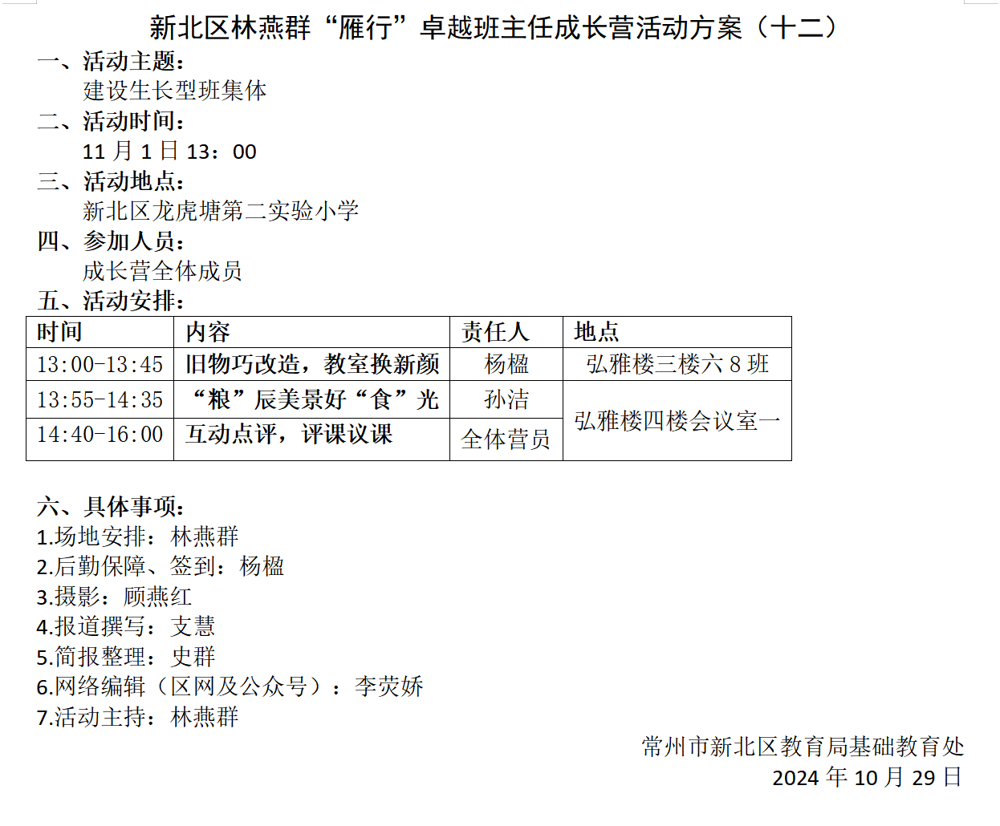 新北区林燕群“雁行”卓越班主任成长营活动方案（十二）
一、活动主题：
建设生长型班集体
二、活动时间：
11 月 1 日 13：00
三、活动地点：
新北区龙虎塘第二实验小学
四、参加人员：
成长营全体成员
五、活动安排：
时间 内容 责任人 地点
13:00-13:45 旧物巧改造，教室换新颜 杨楹 弘雅楼三楼六 8 班
13:55-14:35 “粮”辰美景好“食”光 孙洁 弘雅楼四楼会议室一
14:40-16:00 互动点评，评课议课 全体营员
六、具体事项：
1.场地安排：林燕群
2.后勤保障、签到：杨楹
3.摄影：顾燕红
4.报道撰写：支慧
5.简报整理：史群
6.网络编辑（区网及公众号）：李荧娇
7.活动主持：林燕群
常州市新北区教育局基础教育处
2024 年 10 月 29 日